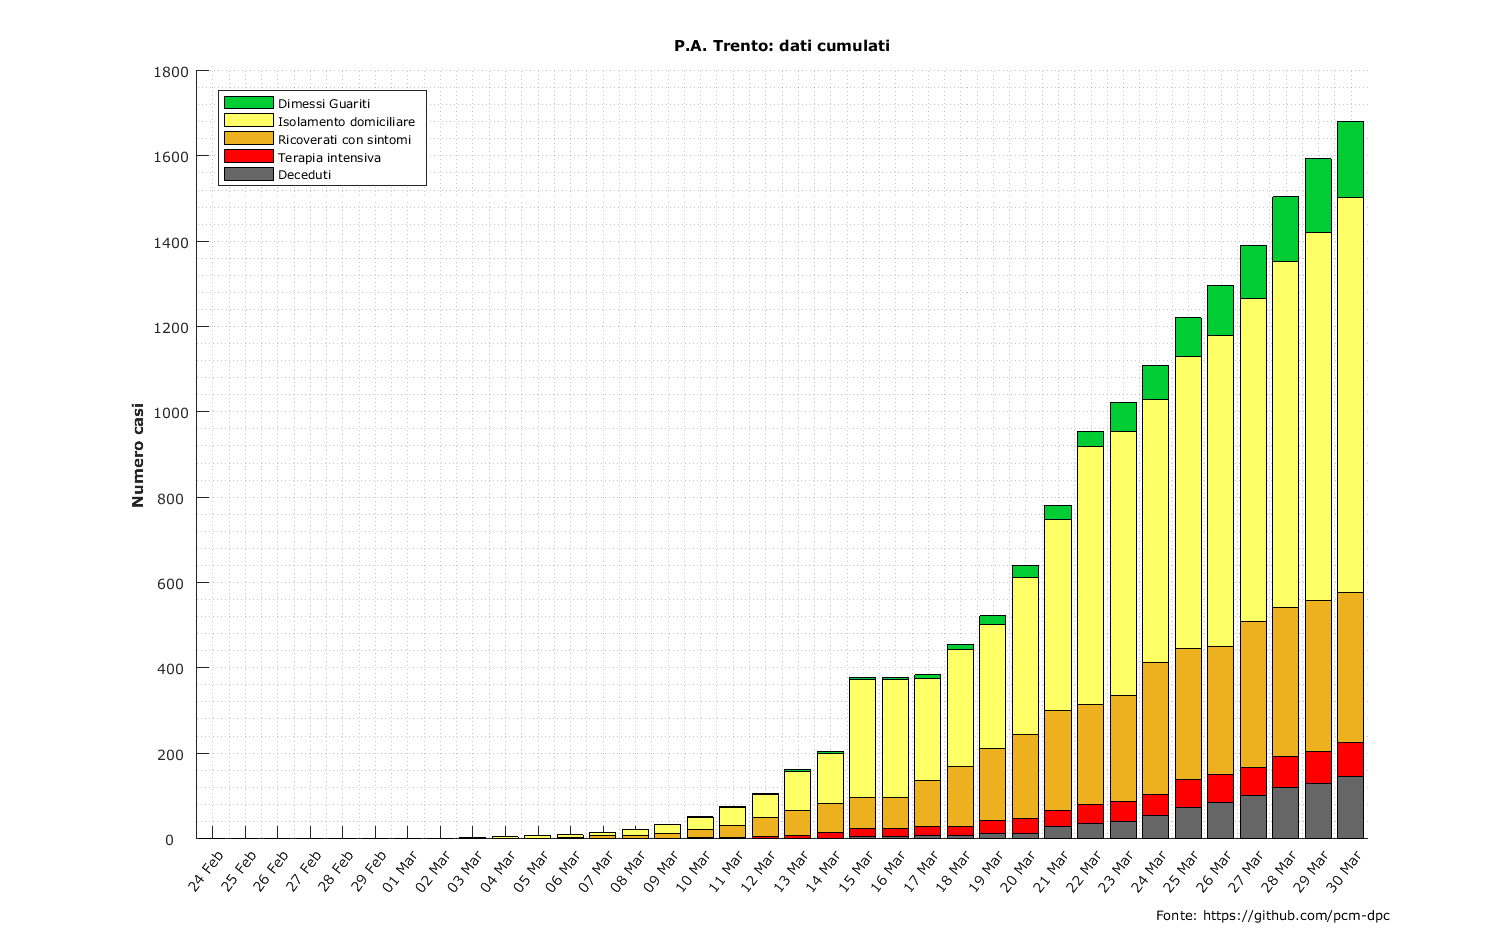 P.A. Trento: dati cumulati
1800
1600
1400
1200
1000
800
600
400
200
0
Numero casi
Dimessi Guariti
Isolamento domiciliare
Ricoverati con sintomi
Terapia intensiva
Deceduti
24 Feb
25 Feb
26 Feb
27 Feb
28 Feb
29 Feb
01 Mar
02 Mar
03 Mar
04 Mar
05 Mar
06 Mar
07 Mar
08 Mar
09 Mar
10 Mar
11 Mar
12 Mar
13 Mar
14 Mar
15 Mar
16 Mar
17 Mar
18 Mar
19 Mar
20 Mar
21 Mar
22 Mar
23 Mar
24 Mar
25 Mar
26 Mar
27 Mar
28 Mar
29 Mar
30 Mar
Fonte: https://github.com/pcm-dpc